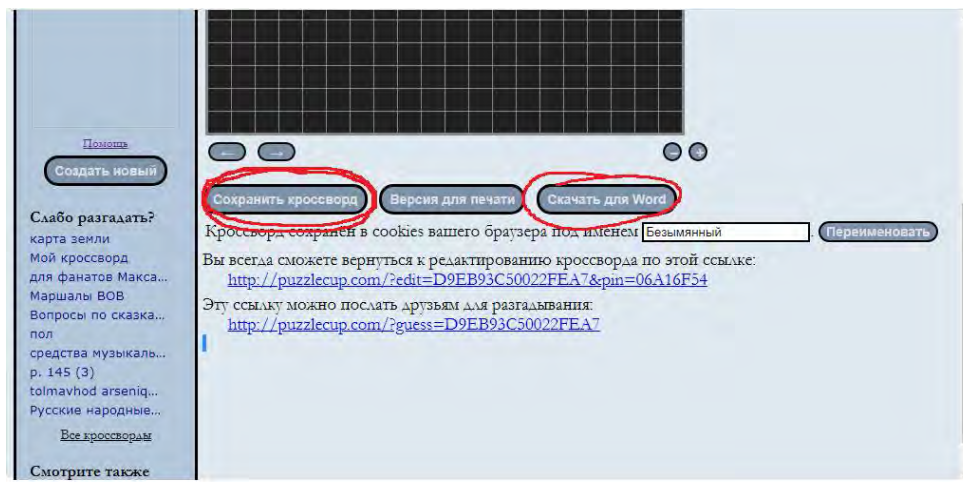 Помощь
Создать новый
Слабо разгадать?
карта земли
Мой кроссворд
для фанатов Макса...
Маршалы ВОВ
Вопросы по сказка...
пол
средства музыкаль...
р. 145 (3)
tolmavhod arseniq...
Русские народные...
Все кроссворды
Смотрите также
← → - +
Сохранить кроссворд Версия для печати Скачать для Word
Кроссворд сохранён в cookies вашего браузера под именем Безымянный . Переименовать
Вы всегда сможете вернуться к редактированию кроссворда по этой ссылке:
http://puzzlecup.com/?edit=D9EB93C50022FEA7&pin=06A16F54
Эту ссылку можно послать друзьям для разгадывания:
http://puzzlecup.com/?guess=D9EB93C50022FEA7